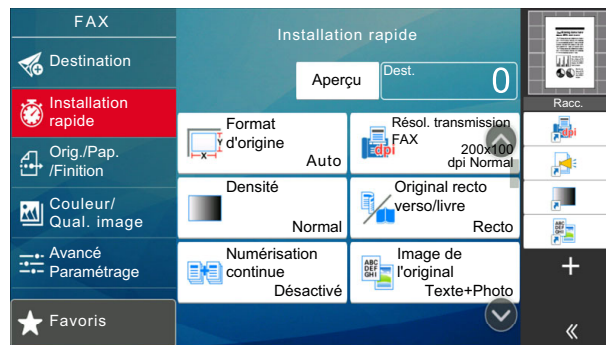 FAX
Destination
Installation
rapide
Orig./Pap.
/Finition
Couleur/
Qual. image
Avancé
Paramétrage
Favoris
Installation rapide
Aperçu
Dest.
0
Format
d'origine
Auto
Résol. transmission
FAX
200x100
dpi Normal
Densité
Normal
Original recto
verso/livre
Recto
Numérisation
continue
Désactivé
Image de
l'original
Texte+Photo
Racc.